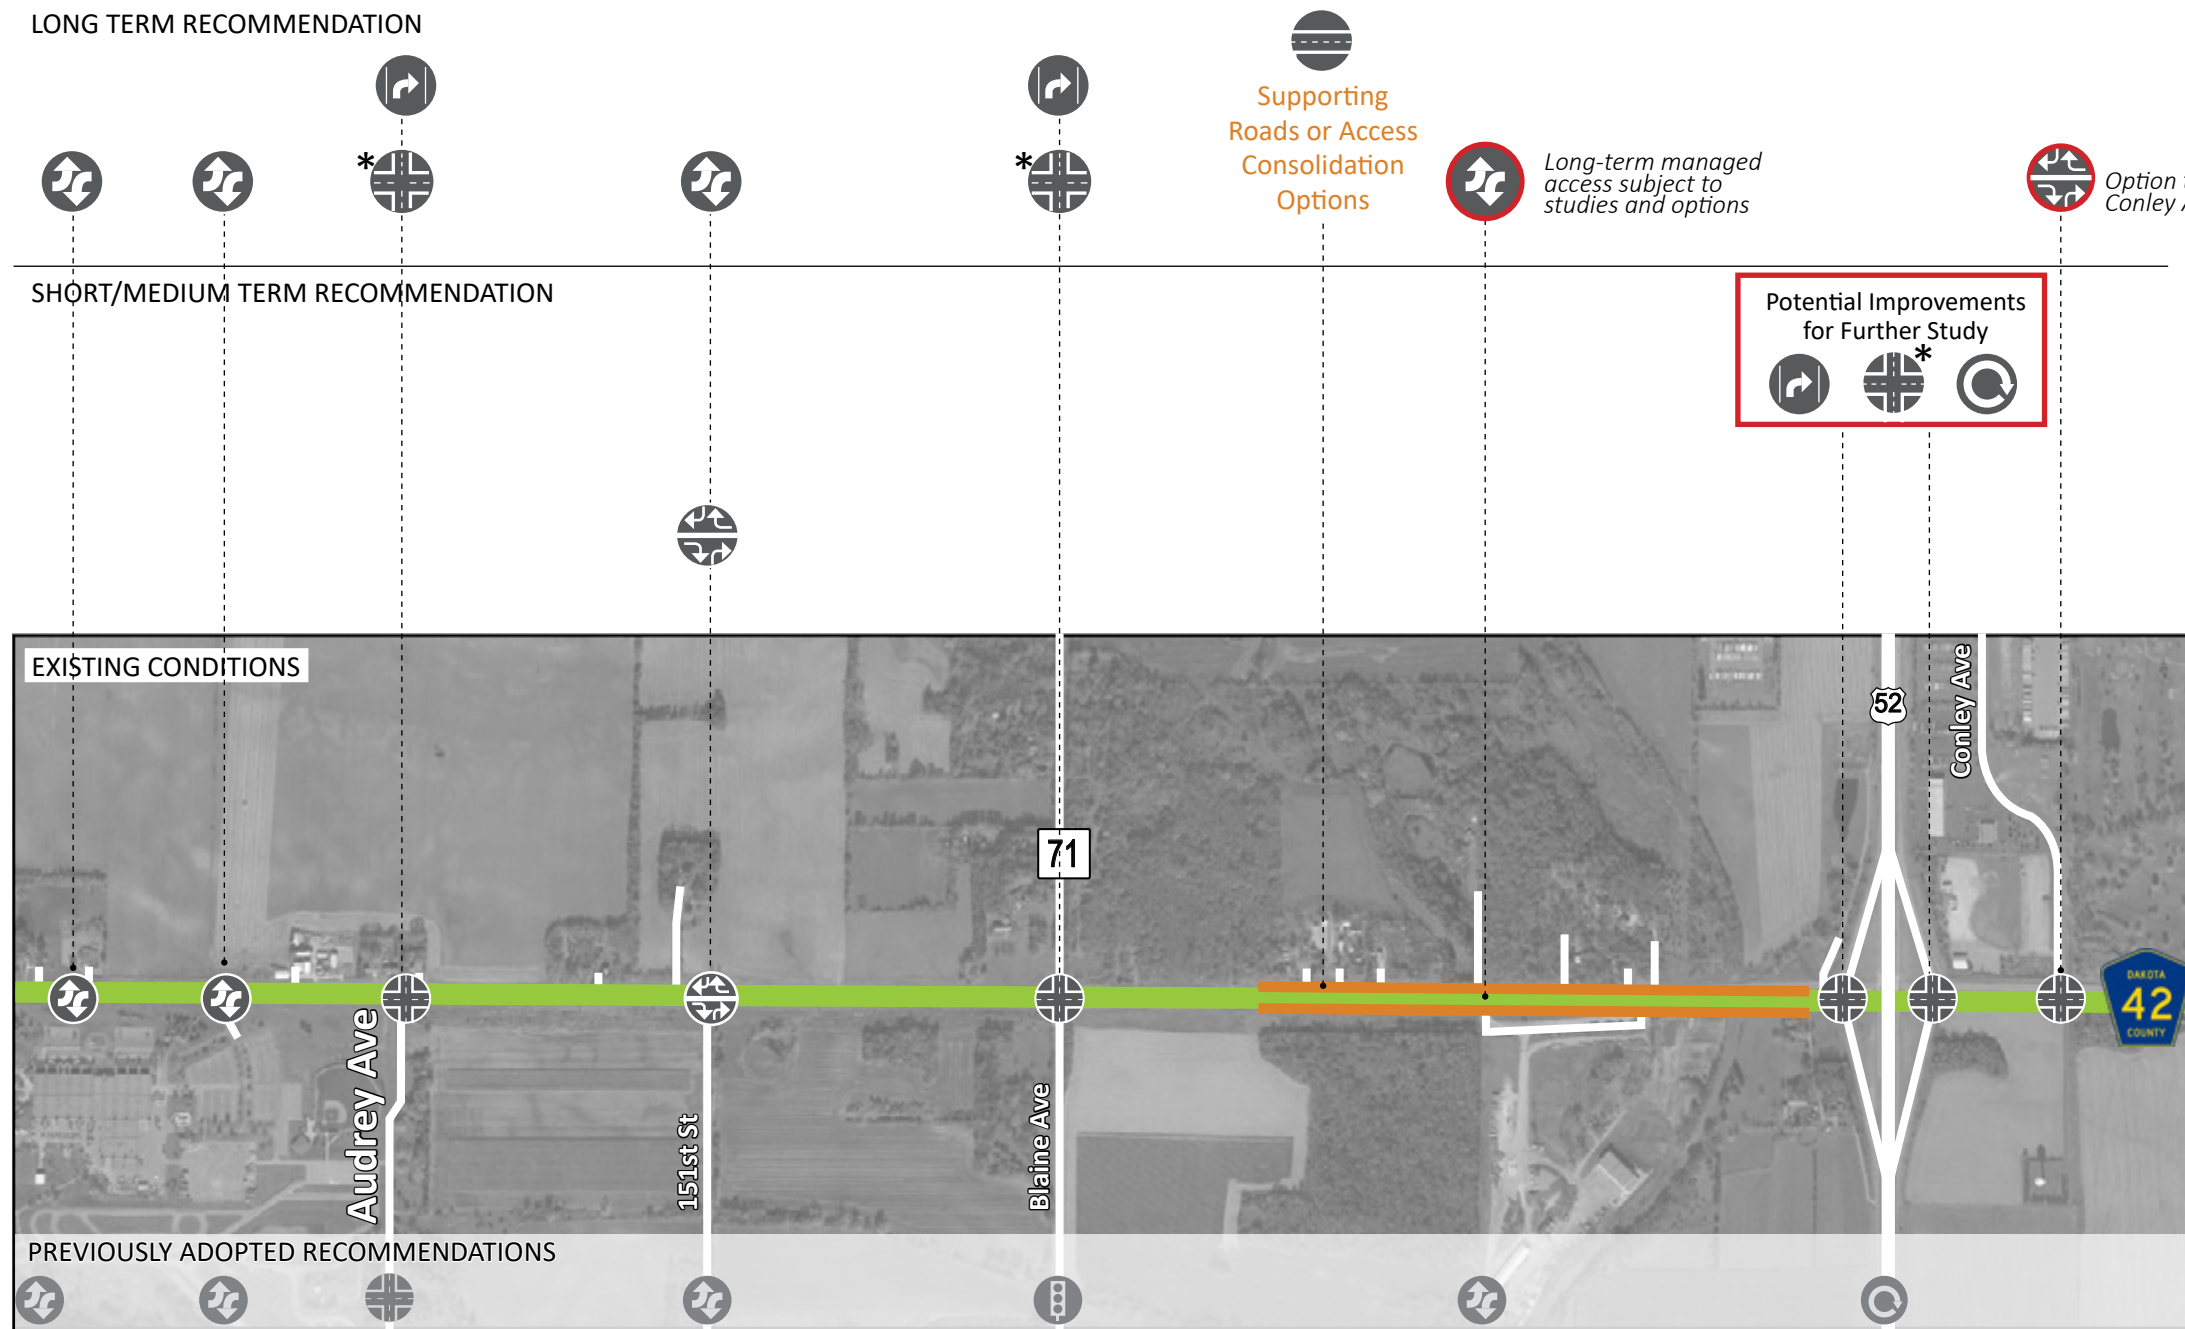 LONG TERM RECOMMENDATION
Supporting
Roads or Access
Consolidation
Options
*
*
Long-term managed
access subject to
studies and options
Option
Conley
SHORT/MEDIUM TERM RECOMMENDATION
Potential Improvements
for Further Study
*
EXISTING CONDITIONS
52
Conley Ave
71
Audrey Ave
151st St
Blaine Ave
DAKOTA
42
COUNTY
PREVIOUSLY ADOPTED RECOMMENDATIONS